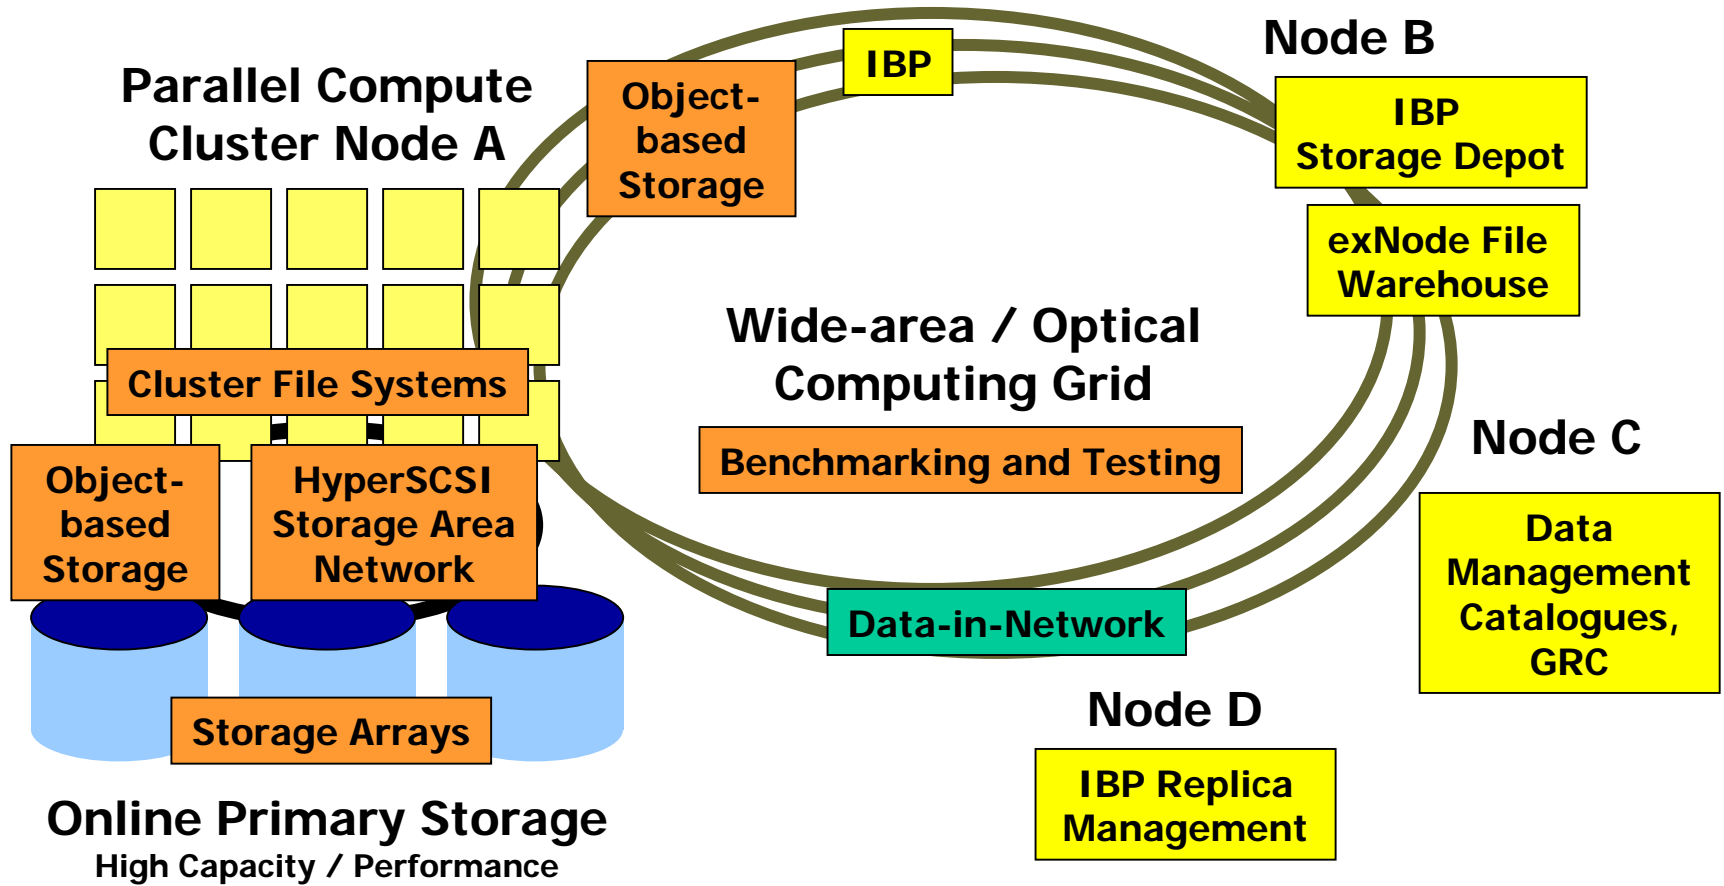 Parallel Compute
Cluster Node A
Object-
based
Storage
IBP
Node B
IBP
Storage Depot
exNode File
Warehouse
Wide-area / Optical
Computing Grid
Benchmarking and Testing
Cluster File Systems
Object-
based
Storage
HyperSCSI
Storage Area
Network
Node C
Data
Management
Catalogues,
GRC
Data-in-Network
Storage Arrays
Node D
IBP Replica
Management
Online Primary Storage
High Capacity / Performance